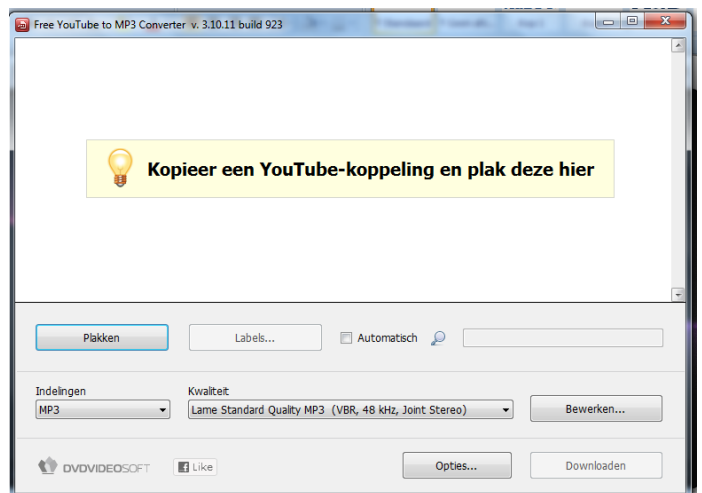 Free YouTube to MP3 Converter v. 3.10.11 build 923
Kopieer een YouTube-koppeling en plak deze hier
Plakken
Labels...
Automatisch
Indelingen
Kwaliteit
MP3
Lame Standard Quality MP3 (VBR, 48 kHz, Joint Stereo)
Bewerken...
DVDVIDEOSOFT
Like
Opties...
Downloaden